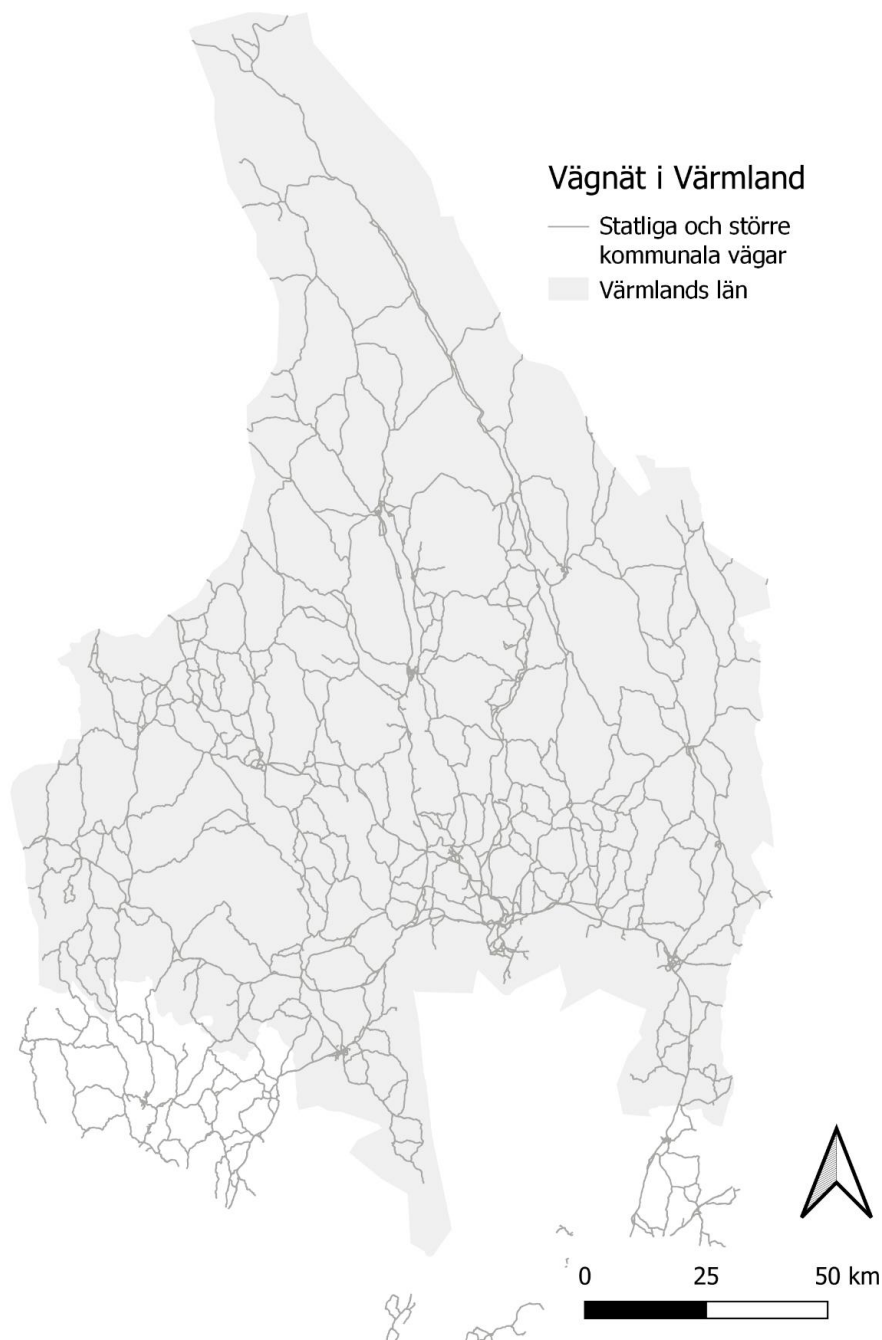 Vägnät i Värmland
Statliga och större
kommunala vägar
Värmlands län
0 25 50 km